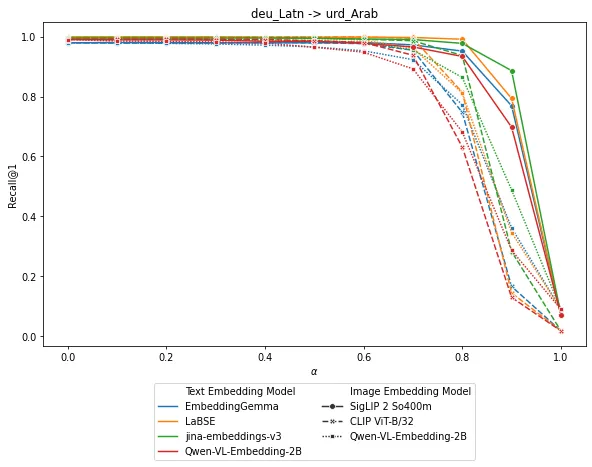 deu_Latn -> urd_Arab
Recall@1
1.0
0.8
0.6
0.4
0.2
0.0
0.0 0.2 0.4 0.6 0.8 1.0
α
Text Embedding Model
EmbeddingGemma
LaBSE
jina-embeddings-v3
Qwen-VL-Embedding-2B
Image Embedding Model
SigLIP 2 So400m
CLIP ViT-B/32
Qwen-VL-Embedding-2B